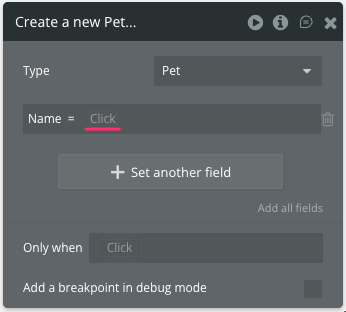 Create a new Pet...
Type Pet
Name = Click
Set another field
Add all fields
Only when Click
Add a breakpoint in debug mode